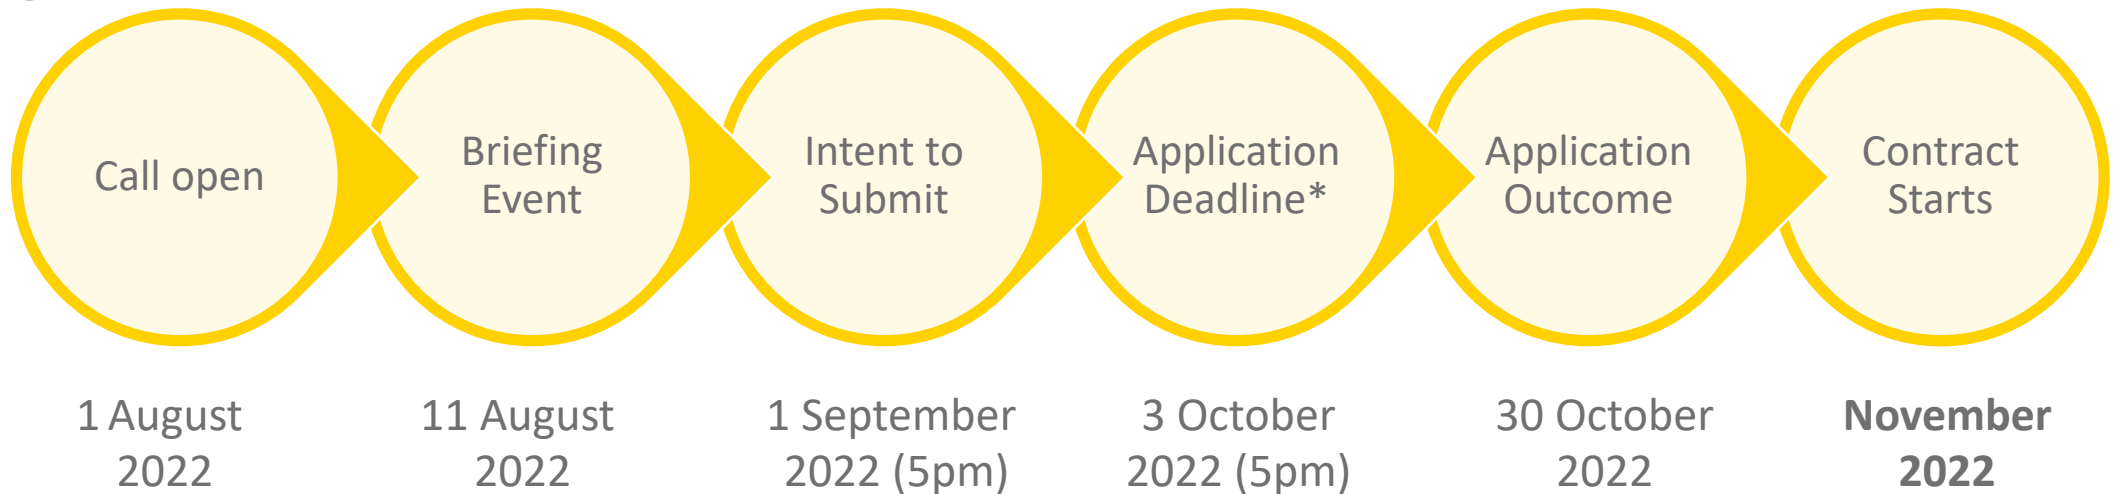 Call open
Briefing
Event
Intent to
Submit
Application
Deadline*
Application
Outcome
Contract
Starts
1 August
2022
11 August
2022
1 September
2022 (5pm)
3 October
2022 (5pm)
30 October
2022
November
2022